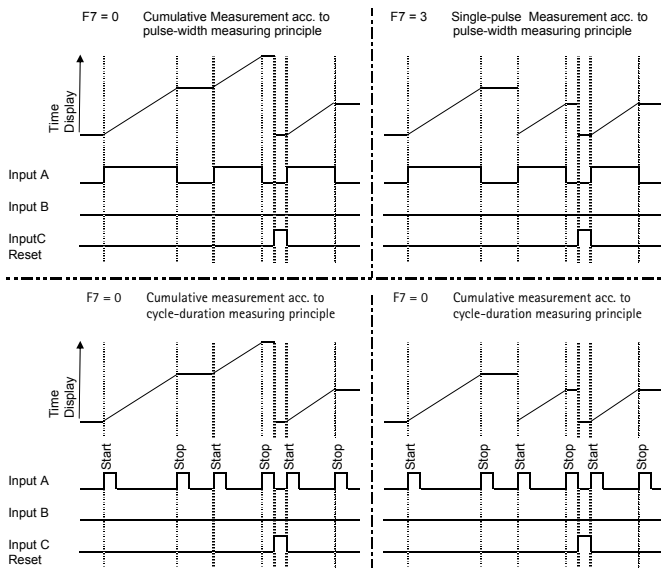 F7 = 0 Cumulative Measurement acc. to
pulse-width measuring principle
Time
Display
Input A
Input B
InputC
Reset
F7 = 3 Single-pulse Measurement acc. to
pulse-width measuring principle
F7 = 0 Cumulative measurement acc. to
cycle-duration measuring principle
Time
Display
Start
Stop
Start
Stop
Start
Stop
Input A
Input B
Input C
Reset
F7 = 0 Cumulative measurement acc. to
cycle-duration measuring principle
Start
Stop
Start
Stop
Start
Stop